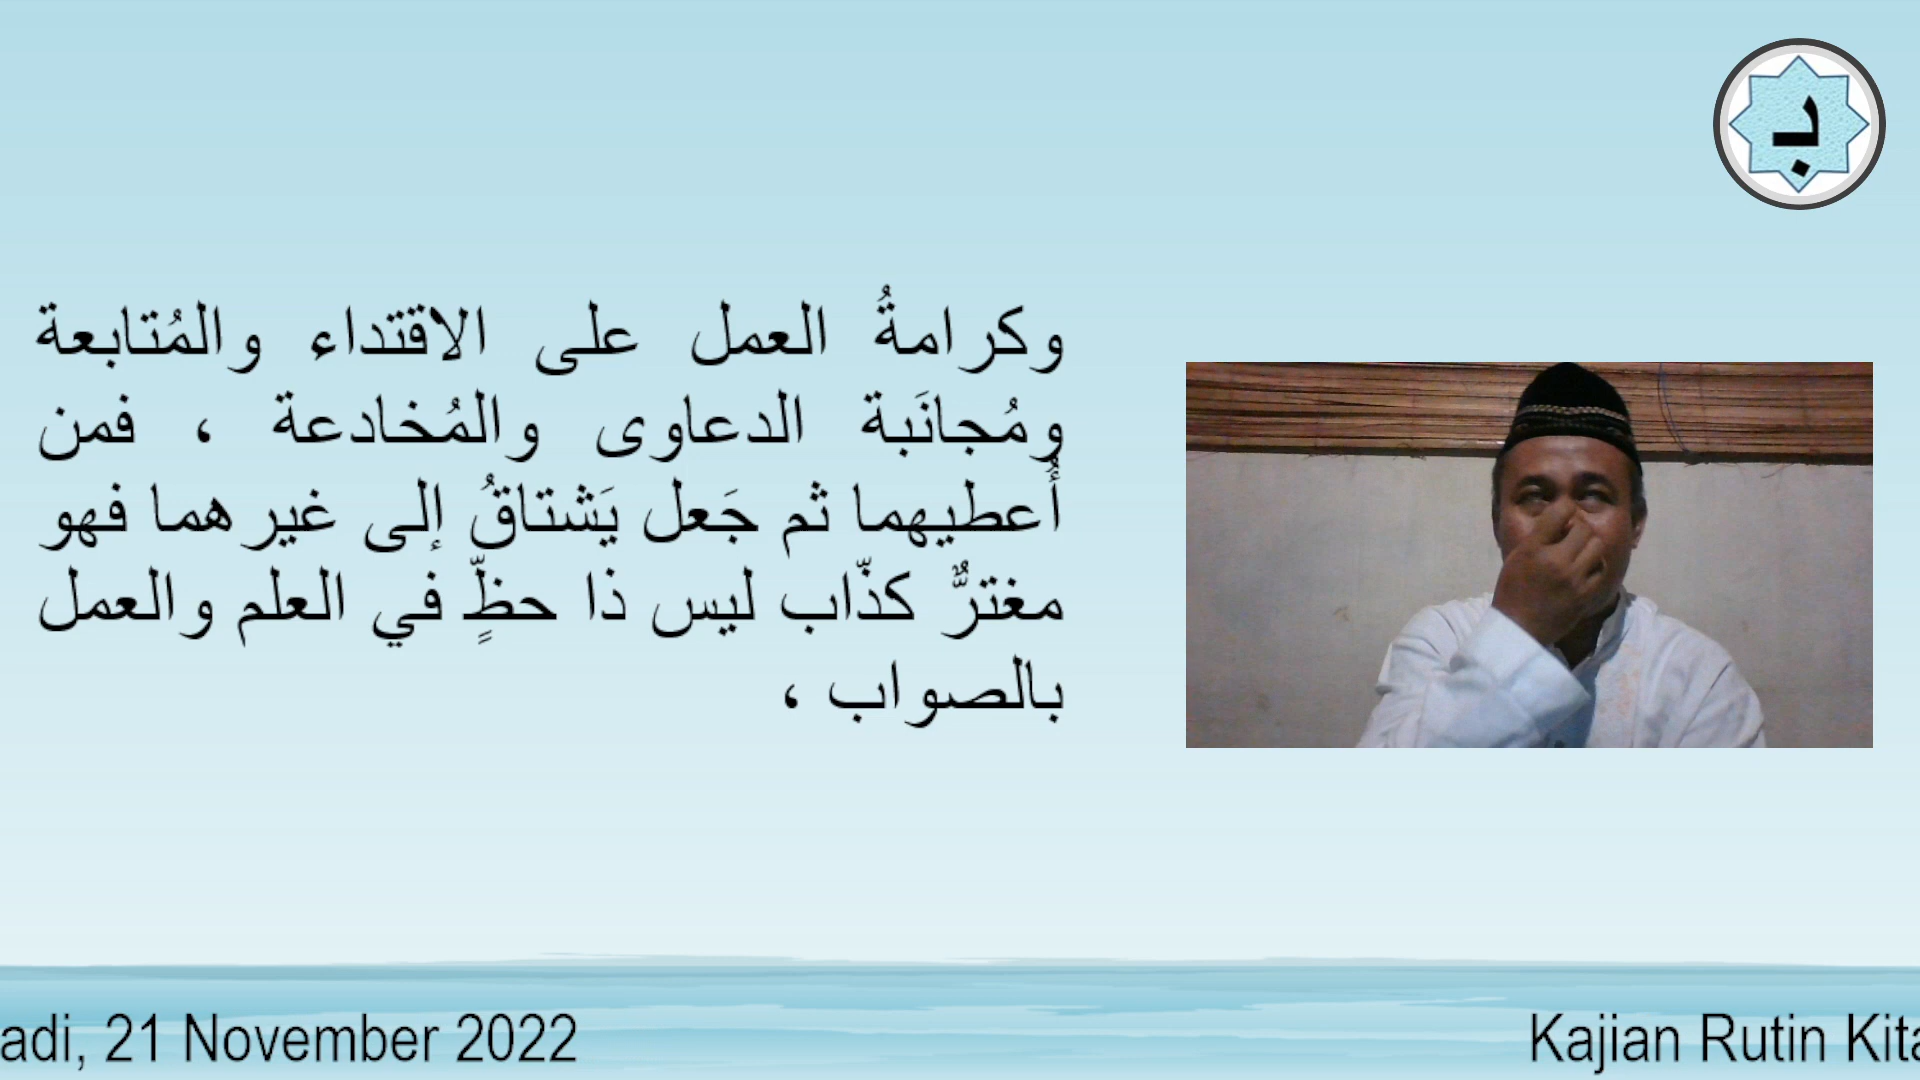 وكرامةُ العمل على الاقتداء والمُتابعة
ومُجانَبة الدعاوى والمُخادعة ، فمن
أُعطيهما ثم جَعل يَشتاقُ إلى غيرهما فهو
مغترٌّ كذّاب ليس ذا حظٍّ في العلم والعمل
بالصواب ،
adi, 21 November 2022
Kajian Rutin Kita